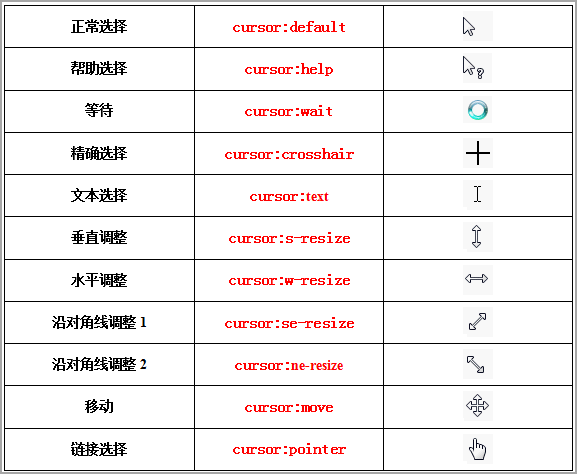 正常选择 cursor:default
帮助选择 cursor:help
等待 cursor:wait
精确选择 cursor:crosshair
文本选择 cursor:text
垂直调整 cursor:s-resize
水平调整 cursor:w-resize
沿对角线调整 1 cursor:se-resize
沿对角线调整 2 cursor:ne-resize
移动 cursor:move
链接选择 cursor:pointer